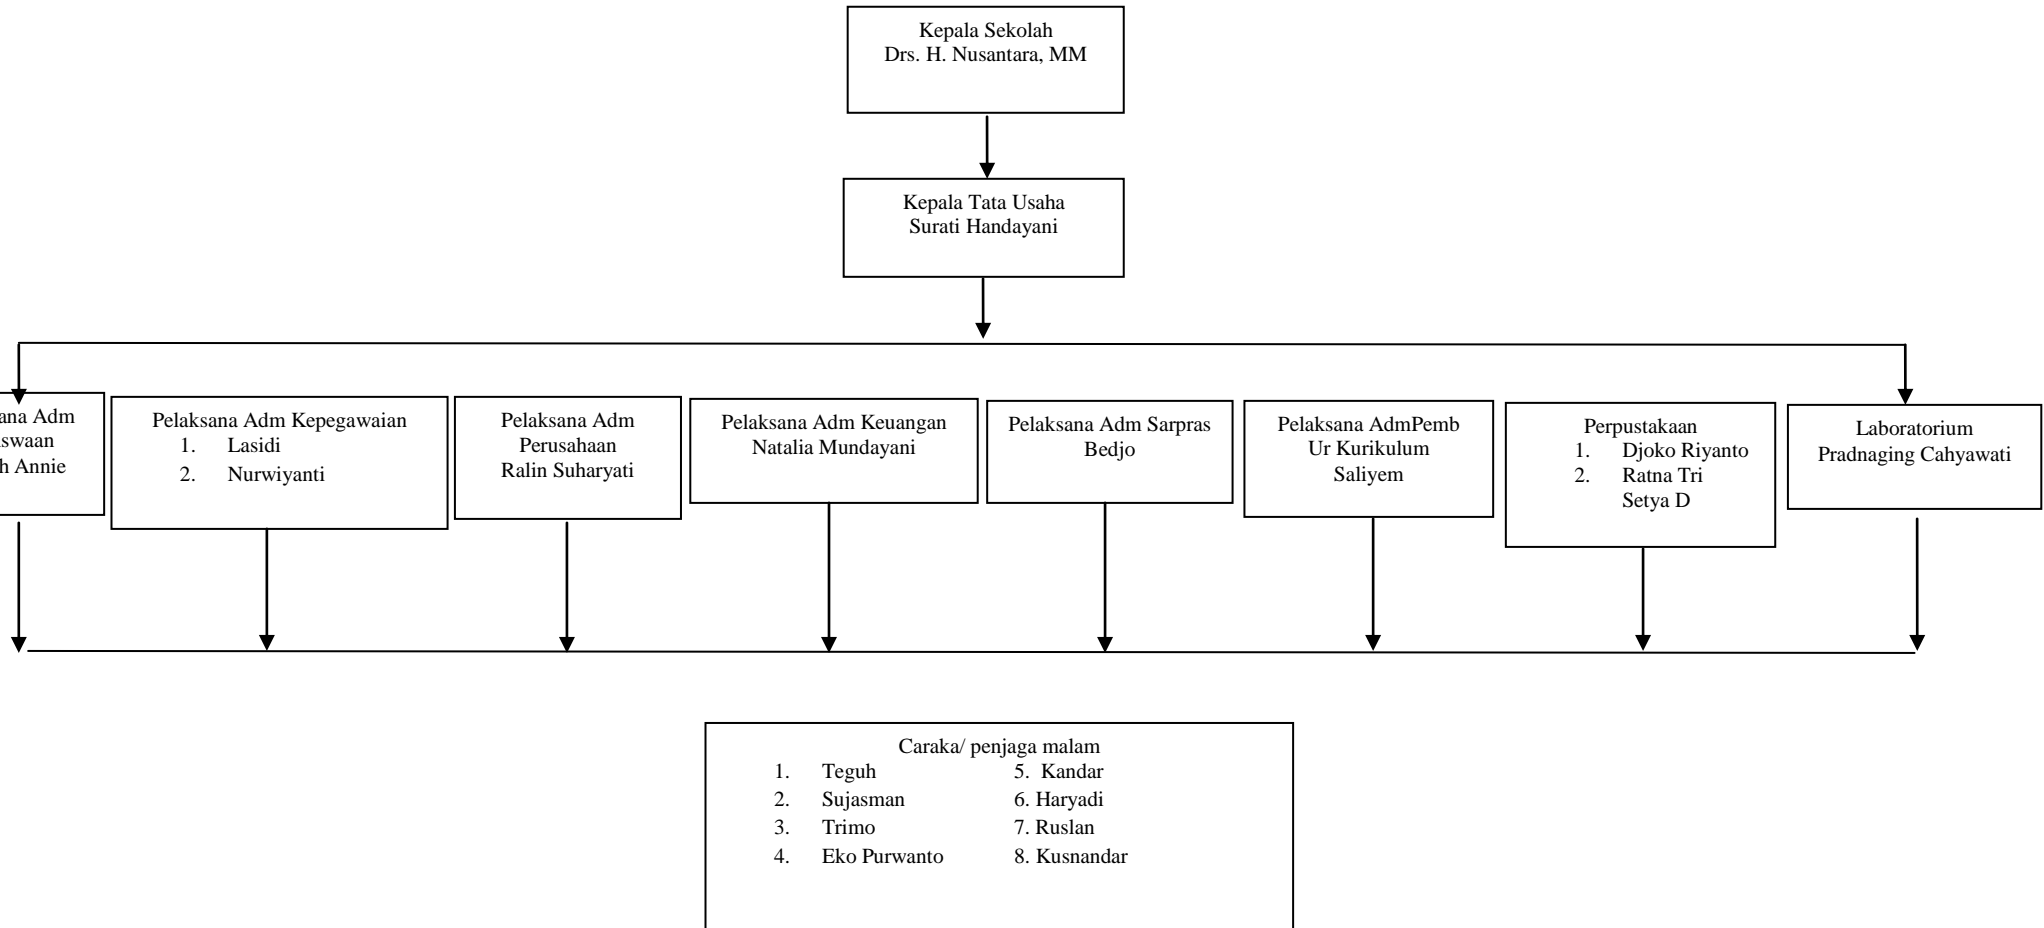 Kepala Sekolah
Drs. H. Nusantara, MM
Kepala Tata Usaha
Surati Handayani
Adm
Annie
Pelaksana Adm Kepegawaian
1. Lasidi
2. Nurwiyanti
Pelaksana Adm
Perusahaan
Ralin Suharyati
Pelaksana Adm Keuangan
Natalia Mundayani
Pelaksana Adm Sarpras
Bedjo
Pelaksana AdmPemb
Ur Kurikulum
Saliyem
Perpustakaan
1. Djoko Riyanto
2. Ratna Tri
Setya D
Laboratorium
Pradnaging Cahyawati
Caraka/ penjaga malam
1. Teguh
2. Sujasman
3. Trimo
4. Eko Purwanto
5. Kandar
6. Haryadi
7. Ruslan
8. Kusnandar